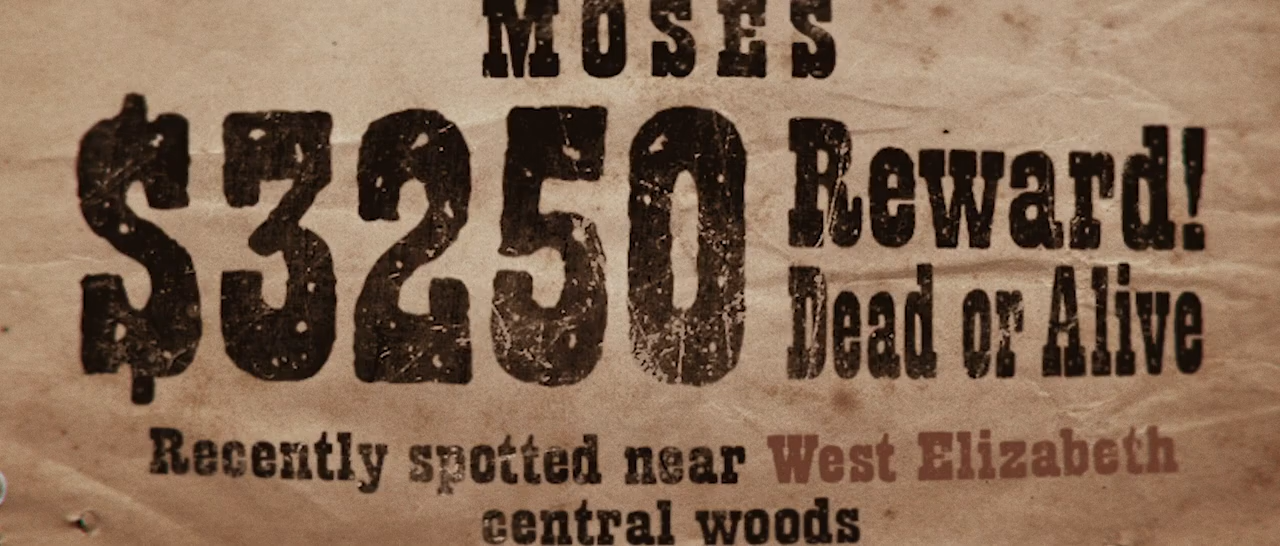 MOSES
$3250 Reward!
Dead or Alive
Recently spotted near West Elizabeth
central woods